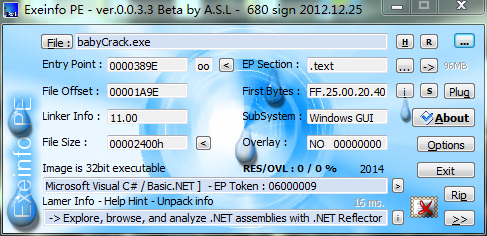 Exeinfo PE - ver.0.0.3.3 Beta by A.S.L - 680 sign 2012.12.25
File : babyCrack.exe H R ...
Entry Point : 0000389E oo < EP Section : .text ... -> 96MB
File Offset : 00001A9E First Bytes : FF.25.00.20.40 i S Plug
Linker Info : 11.00 SubSystem : Windows GUI About
File Size : 00002400h < Overlay : NO 00000000 Options
Image is 32bit executable RES/OVL : 0 / 0 % 2014 Exit
Microsoft Visual C# / Basic.NET ] - EP Token : 06000009 >
Lamer Info - Help Hint - Unpack info 16 ms. Rip
-> Explore, browse, and analyze .NET assemblies with .NET Reflector i >>
Exeinfo PE